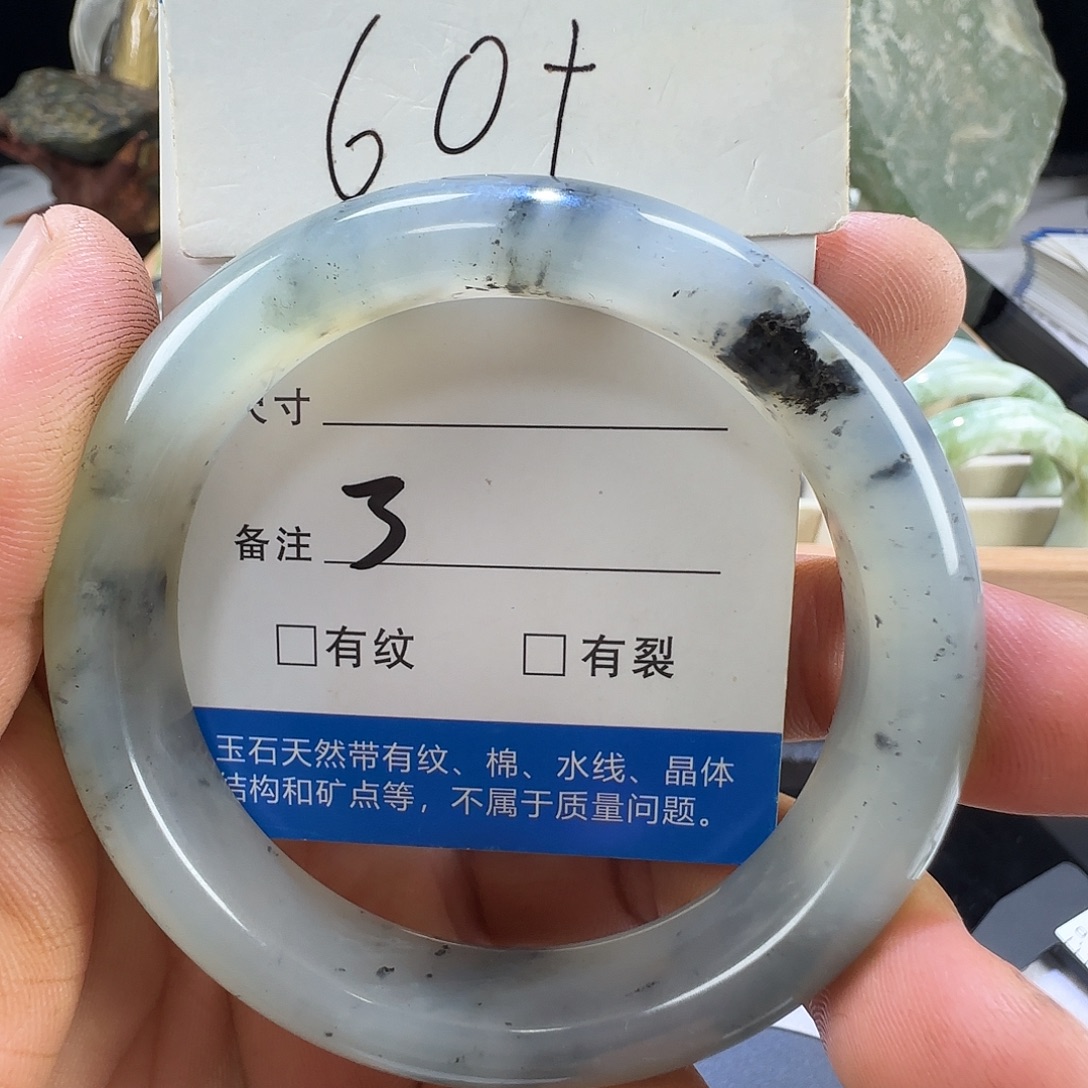 60+
寸
备注 3
□有纹 □有裂
玉石天然带有纹、棉、水线、晶体
结构和矿点等，不属于质量问题。